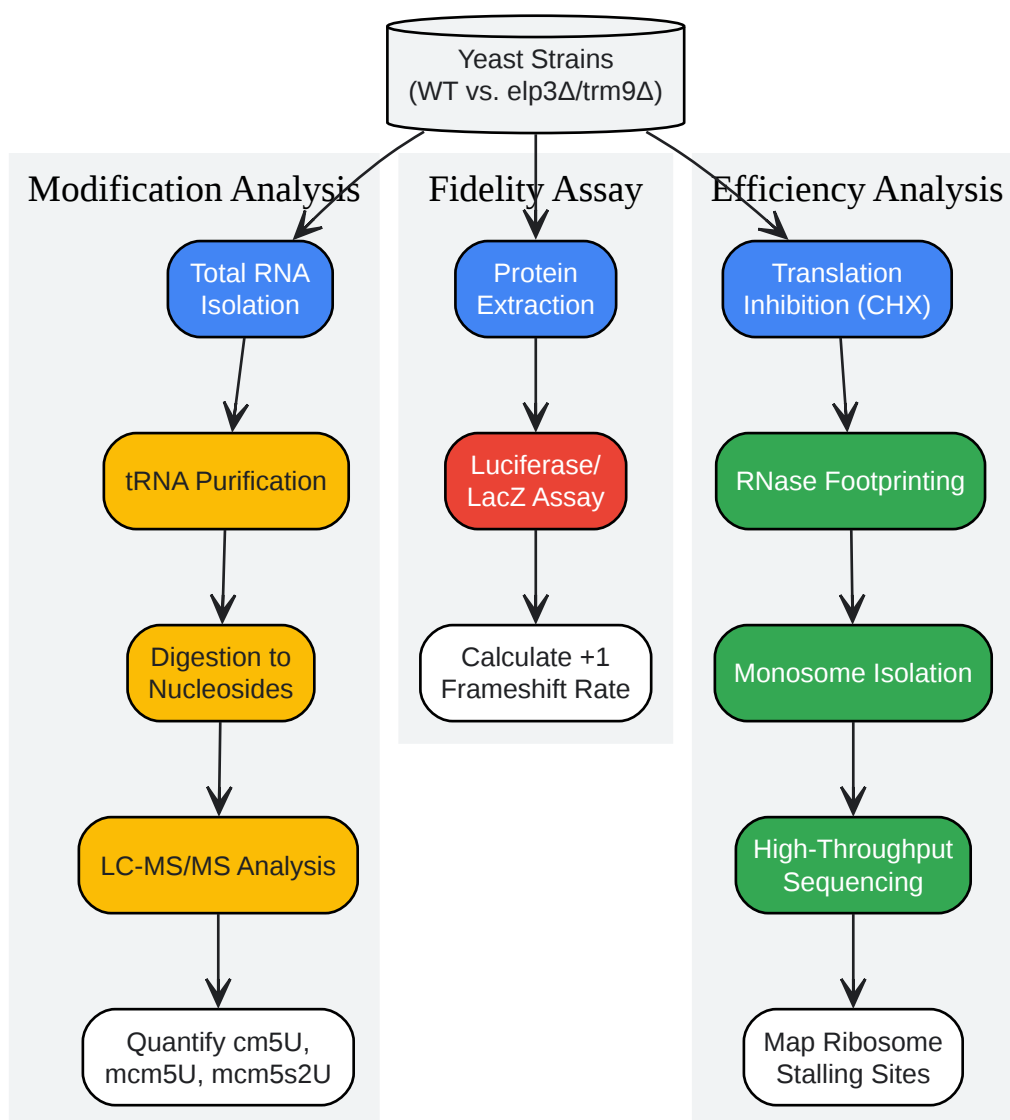 Yeast Strains
(WT vs. elp3Δ/trm9Δ)
Modification Analysis
Total RNA
Isolation
tRNA Purification
Digestion to
Nucleosides
LC-MS/MS Analysis
Quantify cm5U,
mcm5U, mcm5s2U
Fidelity Assay
Protein
Extraction
Luciferase/
LacZ Assay
Calculate +1
Frameshift Rate
Efficiency Analysis
Translation
Inhibition (CHX)
RNase Footprinting
Monosome Isolation
High-Throughput
Sequencing
Map Ribosome
Stalling Sites